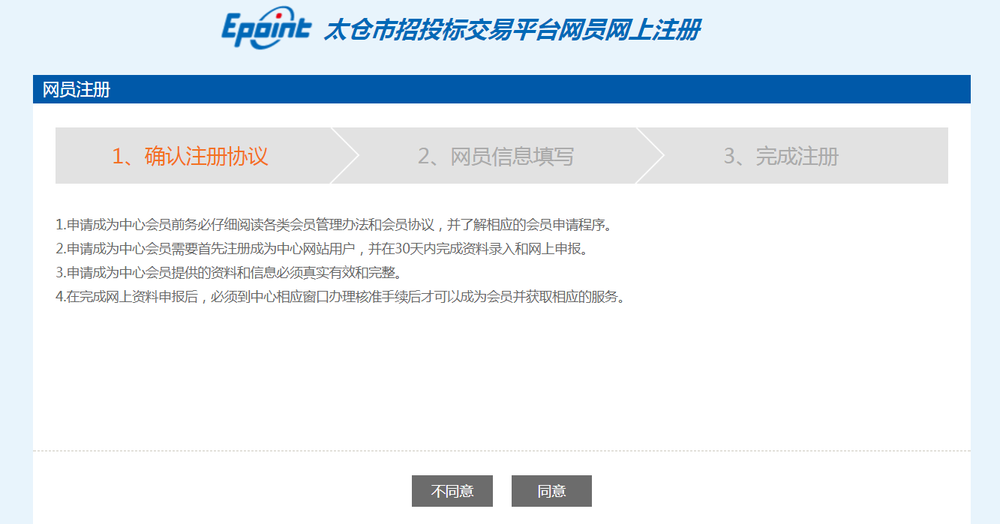 Epoint 太仓市招投标交易平台网员网上注册
网员注册
1、确认注册协议
2、网员信息填写
3、完成注册
1.申请成为中心会员前务必仔细阅读各类会员管理办法和会员协议，并了解相应的会员申请程序。
2.申请成为中心会员需要首先注册成为中心网站用户，并在30天内完成资料录入和网上申报。
3.申请成为中心会员提供的资料和信息必须真实有效和完整。
4.在完成网上资料申报后，必须到中心相应窗口办理核准手续后才可以成为会员并获取相应的服务。
不同意
同意